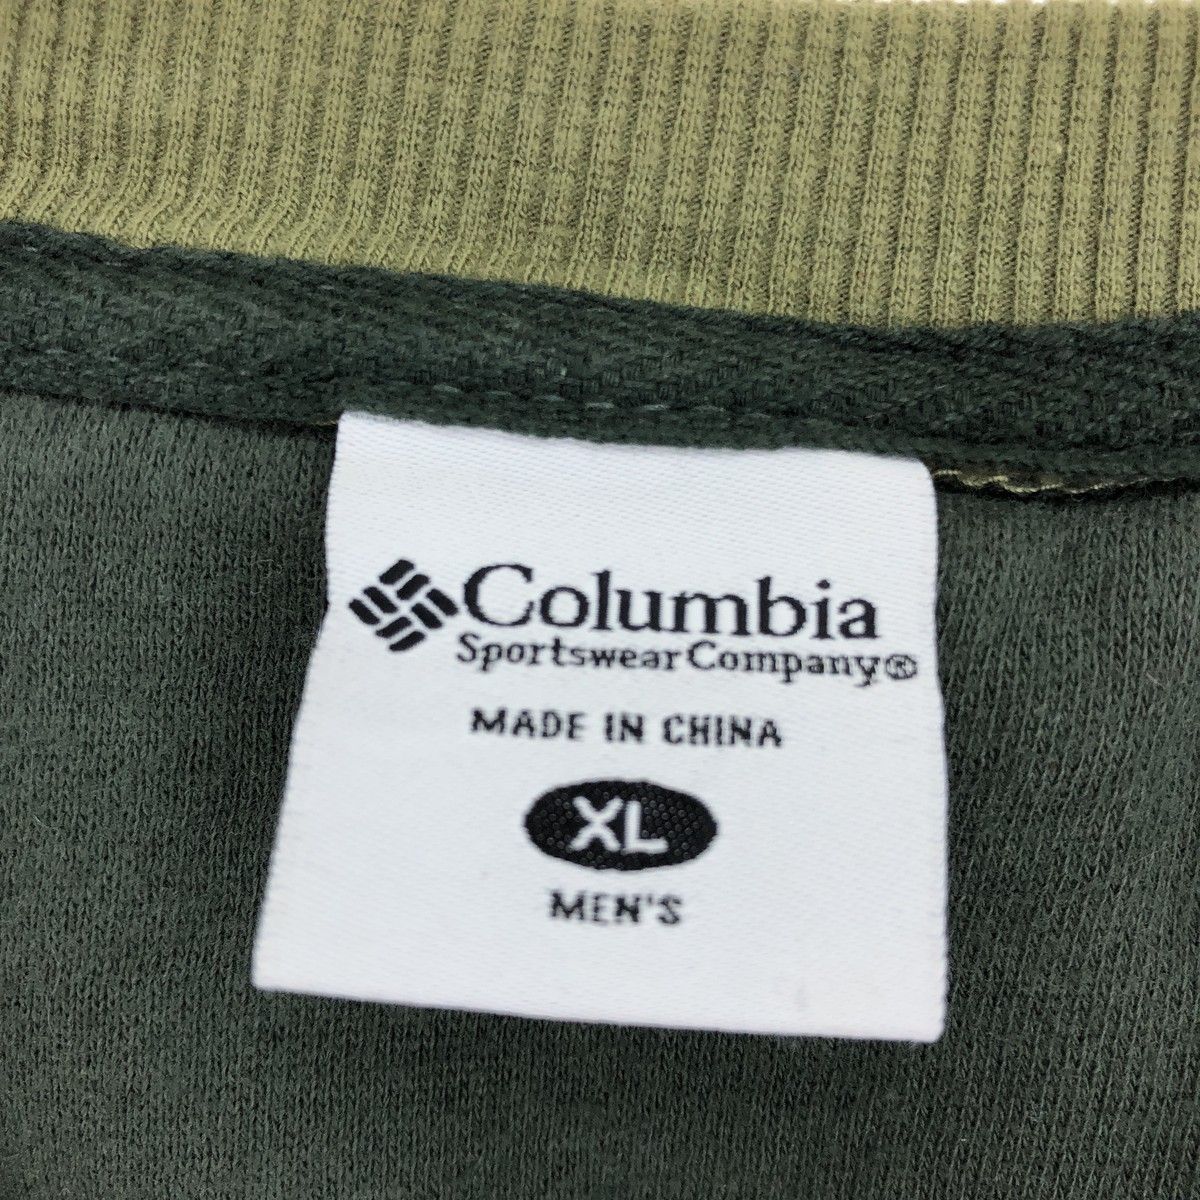 Columbia
Sportswear Company®
MADE IN CHINA
XL
MEN'S